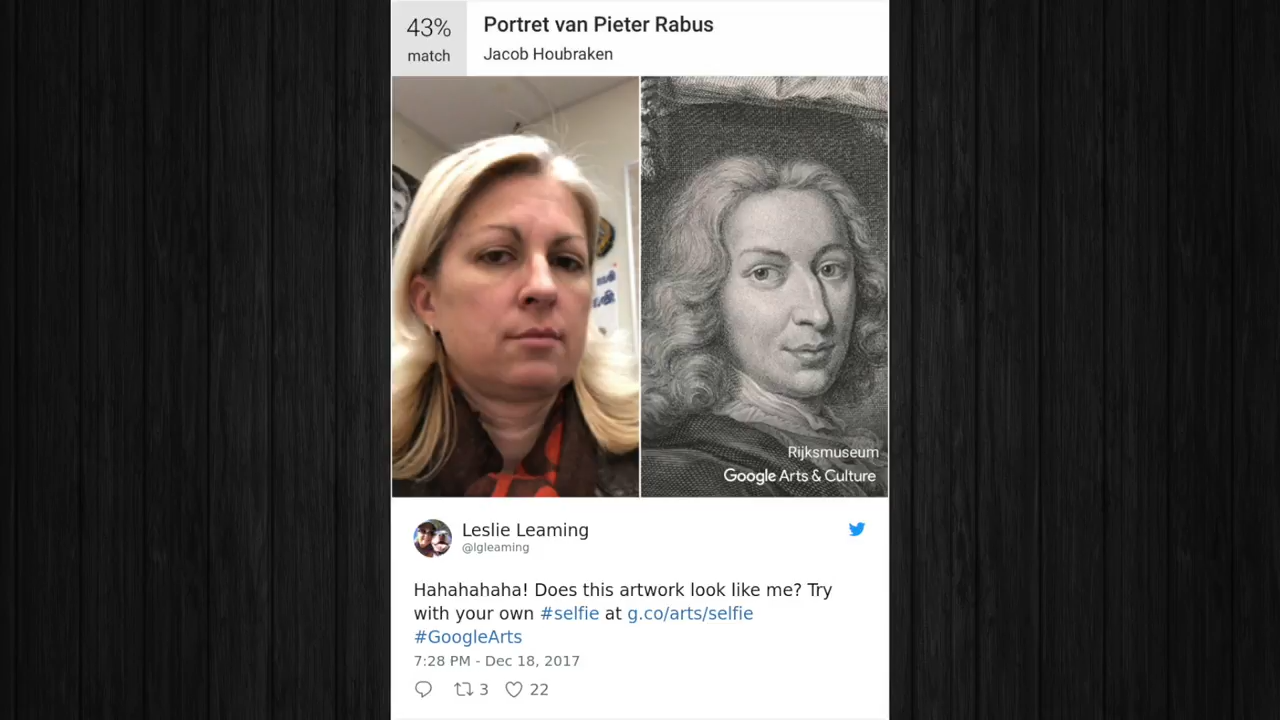 43%
match
Portret van Pieter Rabus
Jacob Houbraken
Rijksmuseum
Google Arts & Culture
Leslie Leaming
@lgleaming
Hahahahaha! Does this artwork look like me? Try
with your own #selfie at g.co/arts/selfie
#GoogleArts
7:28 PM - Dec 18, 2017
3 22